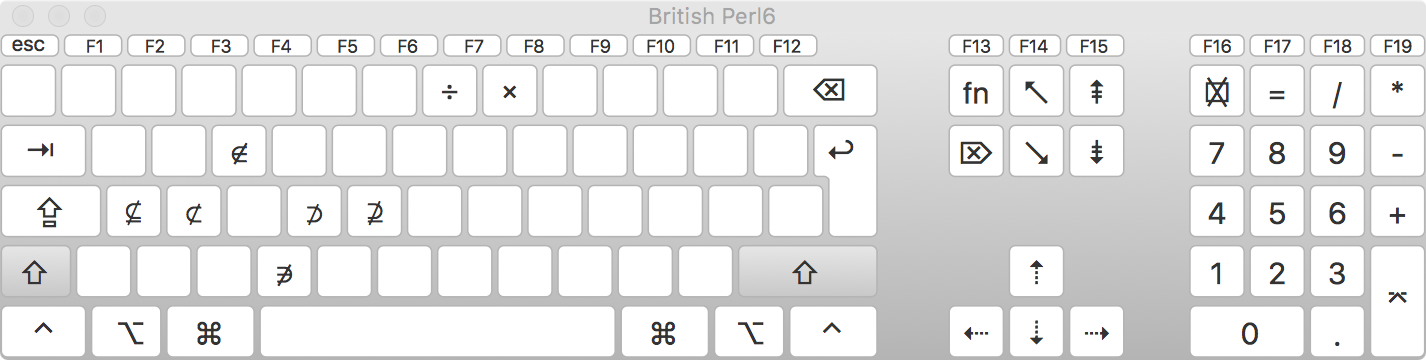 British Perl6
esc F1 F2 F3 F4 F5 F6 F7 F8 F9 F10 F11 F12 F13 F14 F15 F16 F17 F18 F19
÷ × ⌫ fn ↖ ⇞ ⌧ = / *
⇥ ∉ ↩ ⌦ ↘ ⇟ 7 8 9 -
⇪ ⊈ ⊄ ⊅ ⊉ 4 5 6 +
⇧ ∌ ⇧ ⇡ 1 2 3 ⌤
⌃ ⌥ ⌘ ⌘ ⌥ ⌃ ⇠ ⇣ ⇢ 0 .